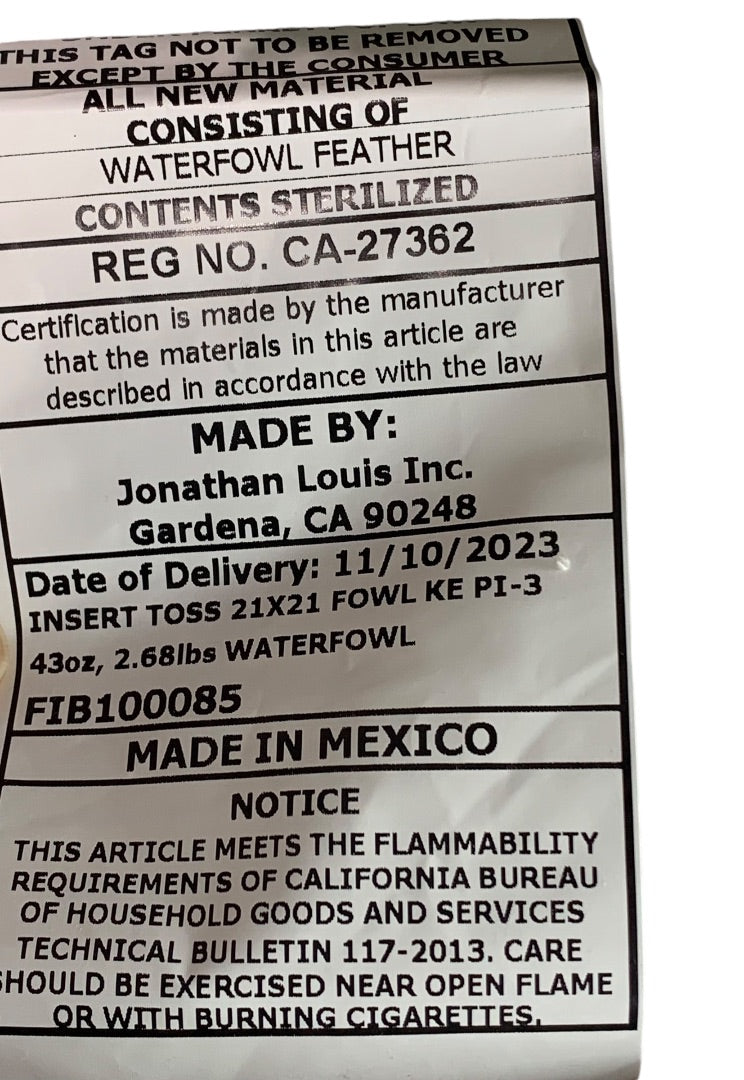 THIS TAG NOT TO BE REMOVED
EXCEPT BY THE CONSUMER
ALL NEW MATERIAL
CONSISTING OF
WATERFOWL FEATHER
CONTENTS STERILIZED
REG NO. CA-27362
Certification is made by the manufacturer
that the materials in this article are
described in accordance with the law
MADE BY:
Jonathan Louis Inc.
Gardena, CA 90248
Date of Delivery: 11/10/2023
INSERT TOSS 21X21 FOWL KE PI-3
43oz, 2.68lbs WATERFOWL
FIB100085
MADE IN MEXICO
NOTICE
THIS ARTICLE MEETS THE FLAMMABILITY
REQUIREMENTS OF CALIFORNIA BUREAU
OF HOUSEHOLD GOODS AND SERVICES
TECHNICAL BULLETIN 117-2013. CARE
SHOULD BE EXERCISED NEAR OPEN FLAME
OR WITH BURNING CIGARETTES.